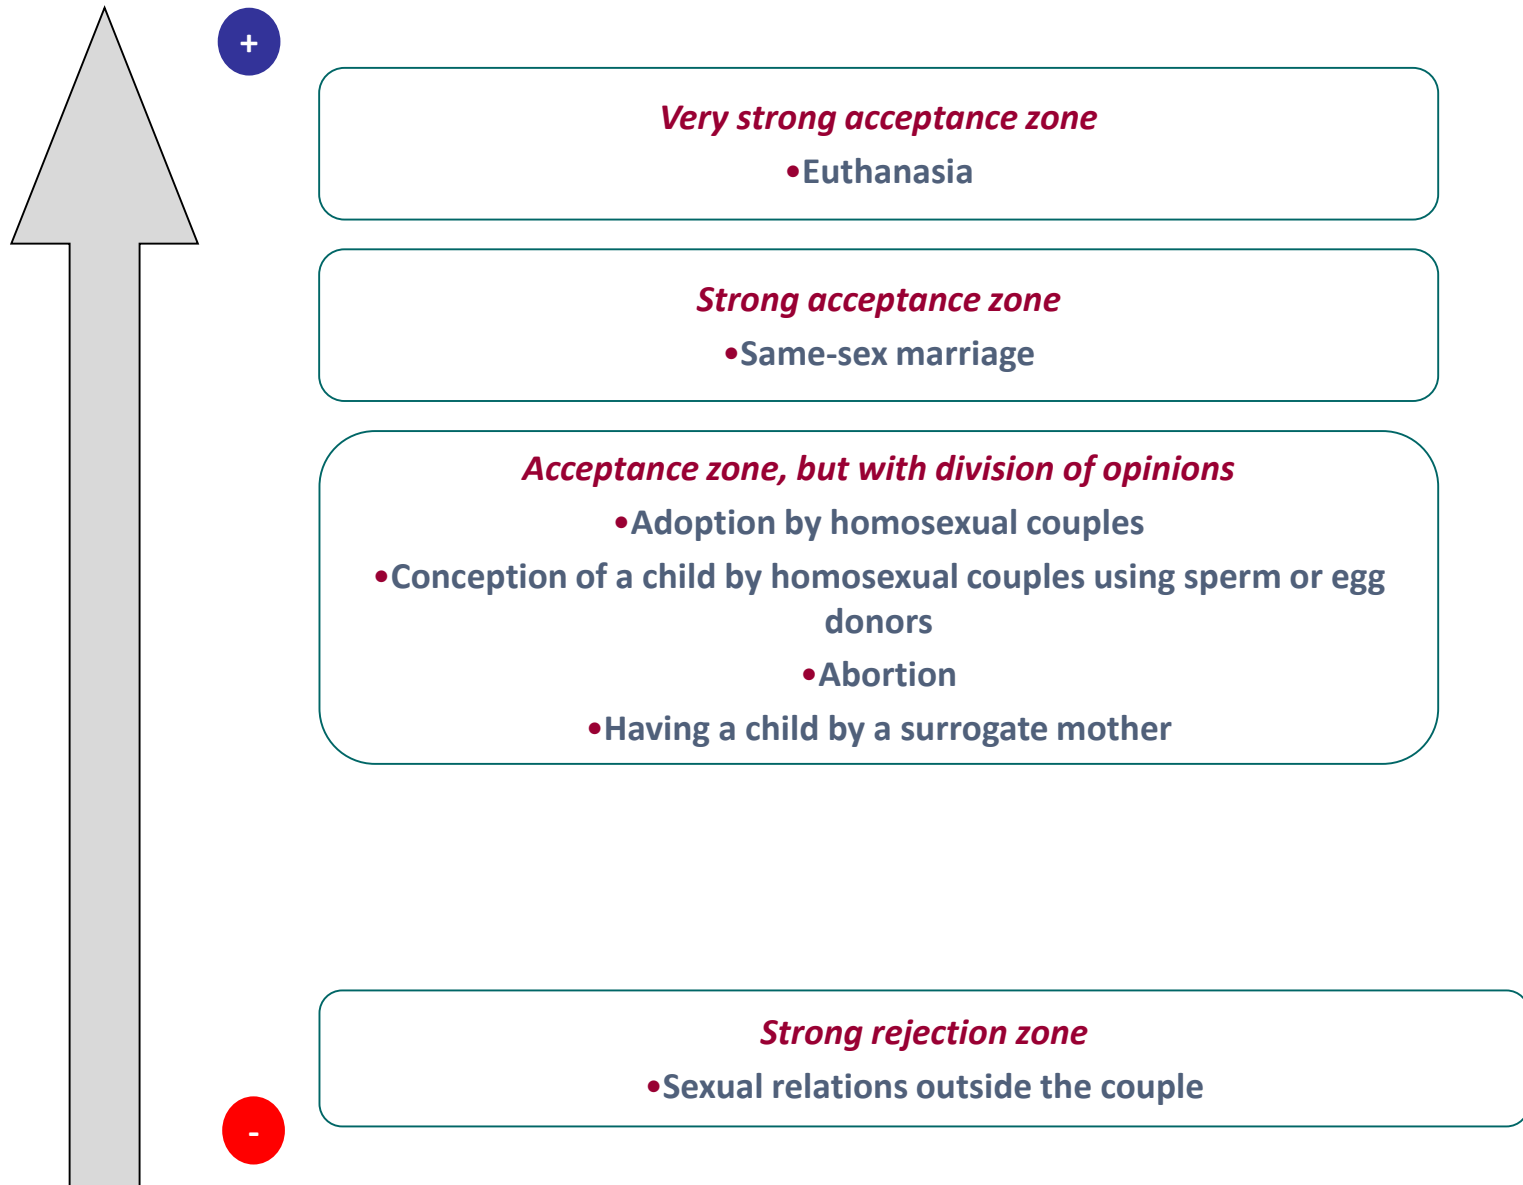 +
Very strong acceptance zone
•Euthanasia
Strong acceptance zone
•Same-sex marriage
Acceptance zone, but with division of opinions
•Adoption by homosexual couples
•Conception of a child by homosexual couples using sperm or egg
donors
•Abortion
•Having a child by a surrogate mother
Strong rejection zone
•Sexual relations outside the couple
-